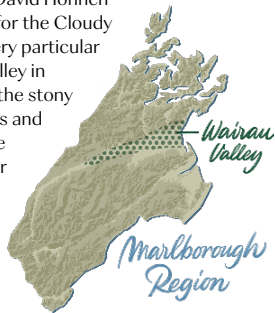 David Hohnen
for the Cloudy
ery particular
lley in
the stony
s and
e
r
Wairau
Valley
Marlborough
Region